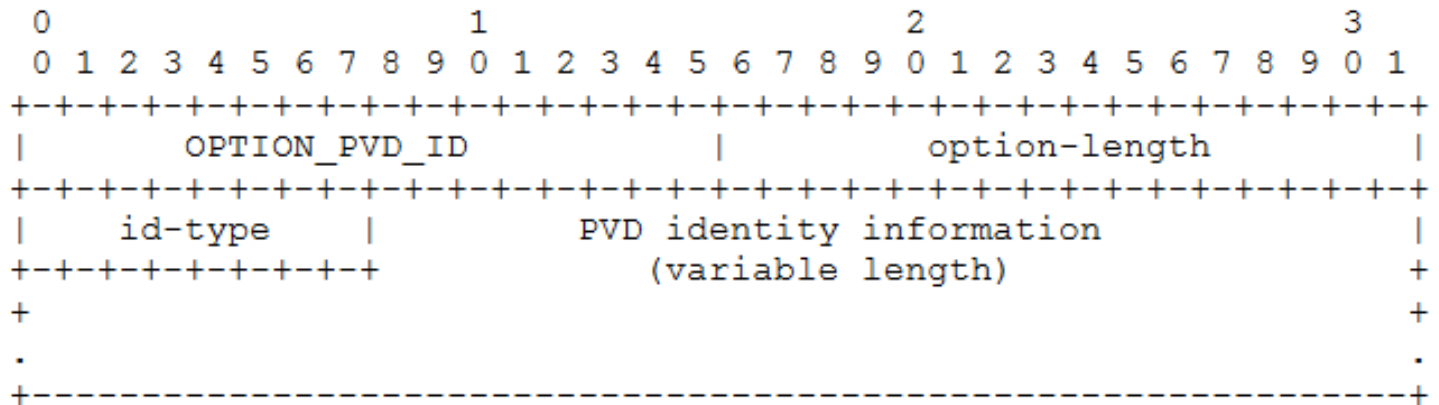 0                   1                   2                   3
 0 1 2 3 4 5 6 7 8 9 0 1 2 3 4 5 6 7 8 9 0 1 2 3 4 5 6 7 8 9 0 1
+-+-+-+-+-+-+-+-+-+-+-+-+-+-+-+-+-+-+-+-+-+-+-+-+-+-+-+-+-+-+-+-+
|       OPTION_PVD_ID           |         option-length         |
+-+-+-+-+-+-+-+-+-+-+-+-+-+-+-+-+-+-+-+-+-+-+-+-+-+-+-+-+-+-+-+-+
|    id-type    |         PVD identity information              |
+-+-+-+-+-+-+-+-+            (variable length)                  +
+                                                               +
.                                                               .
+---------------------------------------------------------------+